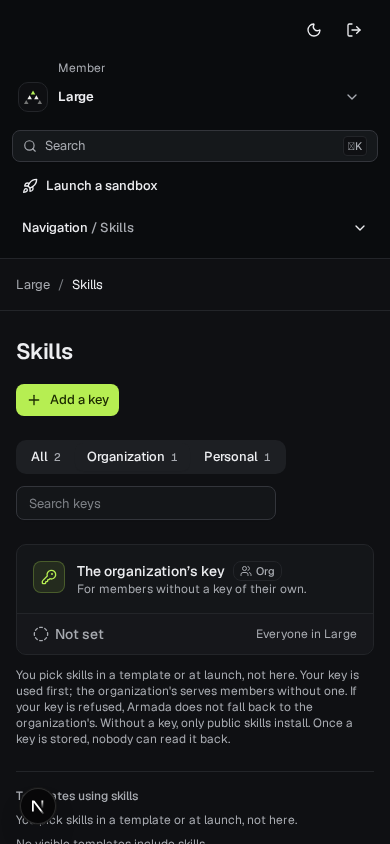 Member
Large
Search
K
Launch a sandbox
Navigation / Skills
Large / Skills
Skills
Add a key
All 2 Organization 1 Personal 1
Search keys
The organization's key Org
For members without a key of their own.
Not set Everyone in Large
You pick skills in a template or at launch, not here. Your key is
used first; the organization's serves members without one. If
your key is refused, Armada does not fall back to the
organization's. Without a key, only public skills install. Once a
key is stored, nobody can read it back.
using skills
pick skills in a template or at launch, not here.
No visible templates include skills
N